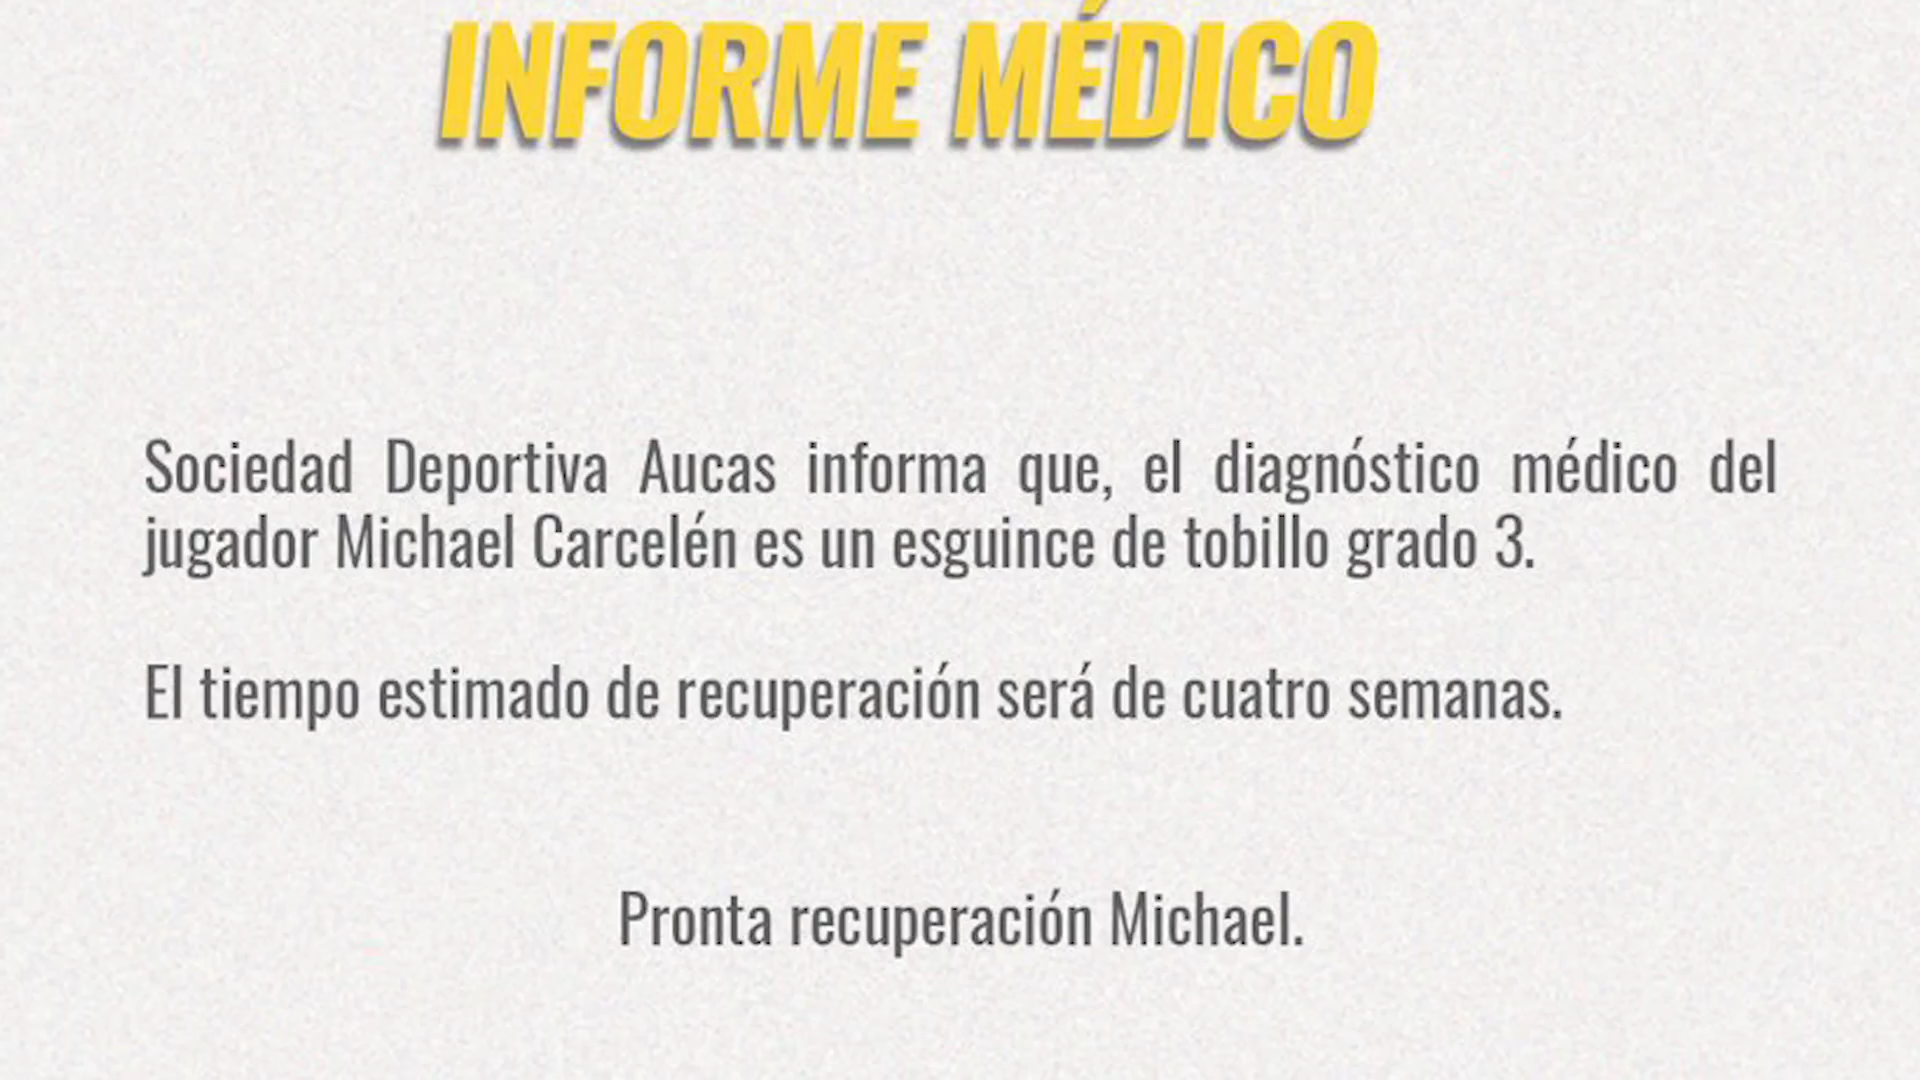 INFORME MÉDICO
Sociedad Deportiva Aucas informa que, el diagnóstico médico del
jugador Michael Carcelén es un esguince de tobillo grado 3.
El tiempo estimado de recuperación será de cuatro semanas.
Pronta recuperación Michael.